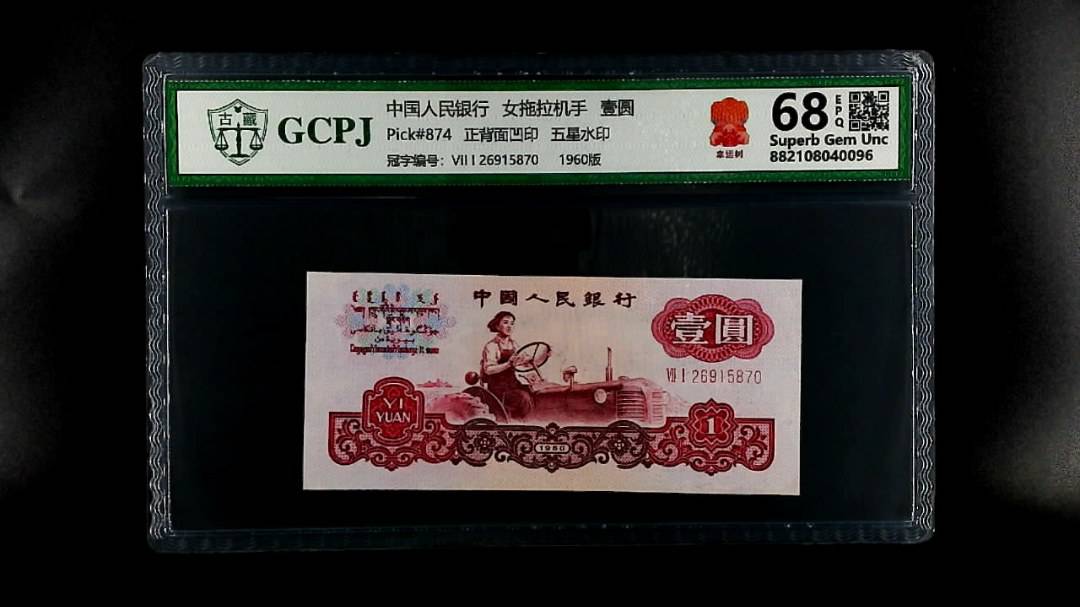 古藏
GCPJ
中国人民银行 女拖拉机手 壹圆
Pick#874 正背面凹印 五星水印
冠字编号：VII I 26915870 1960版
幸运树
68
EPQ
Superb Gem Unc
882108040096
中國人民銀行
壹圓
VII I 26915870
YI
YUAN
1960
1